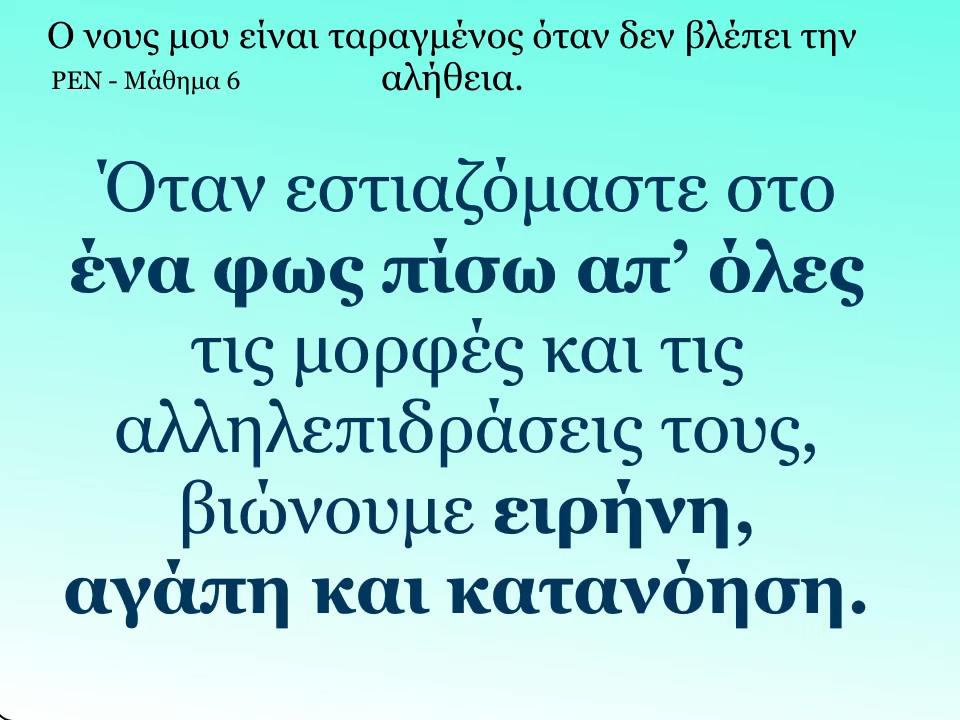 Ο νους μου είναι ταραγμένος όταν δεν βλέπει την
αλήθεια.
ΡΕΝ - Μάθημα 6
Όταν εστιαζόμαστε στο
ένα φως πίσω απ’ όλες
τις μορφές και τις
αλληλεπιδράσεις τους,
βιώνουμε ειρήνη,
αγάπη και κατανόηση.